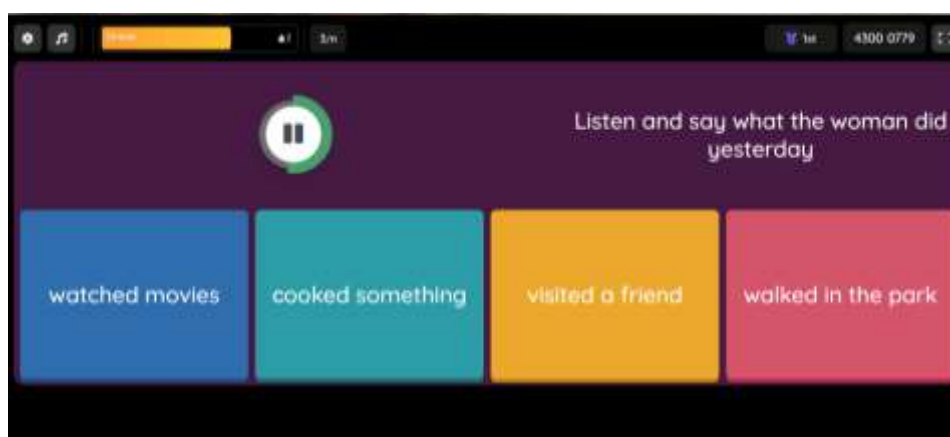 1st
4300 0779
Listen and say what the woman did
yesterday
watched movies
cooked something
visited a friend
walked in the park